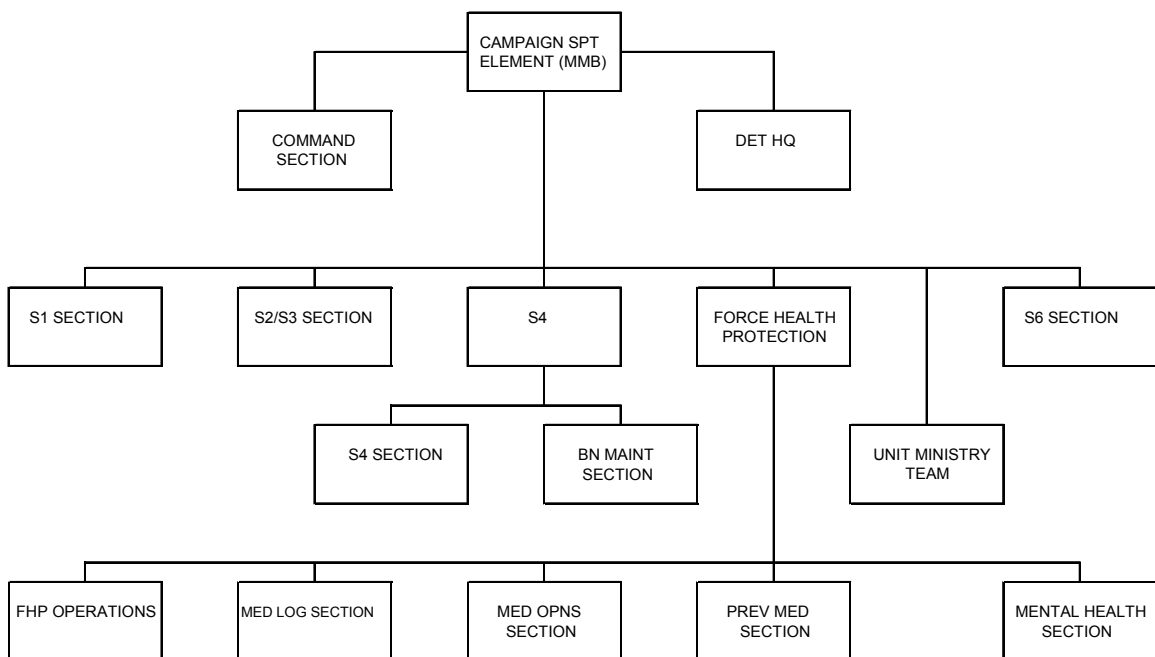 CAMPAIGN SPT
ELEMENT (MMB)
COMMAND
SECTION
DET HQ
S1 SECTION
S2/S3 SECTION
S4
FORCE HEALTH
PROTECTION
S6 SECTION
S4 SECTION
BN MAINT
SECTION
UNIT MINISTRY
TEAM
FHP OPERATIONS
MED LOG SECTION
MED OPNS
SECTION
PREV MED
SECTION
MENTAL HEALTH
SECTION